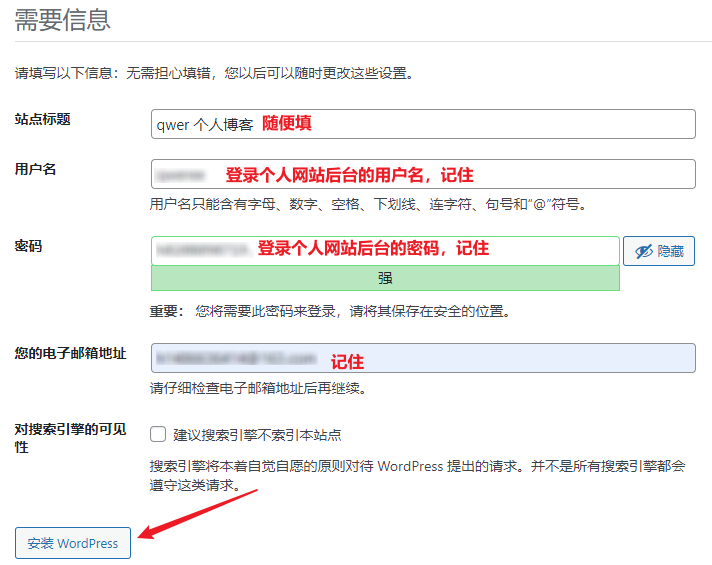 需要信息
请填写以下信息：无需担心填错，您以后可以随时更改这些设置。
站点标题
qwer 个人博客 随便填
用户名
登录个人网站后台的用户名，记住
用户名只能含有字母、数字、空格、下划线、连字符、句号和“@”符号。
密码
登录个人网站后台的密码，记住
隐藏
强
重要： 您将需要此密码来登录，请将其保存在安全的位置。
您的电子邮箱地址
记住
请仔细检查电子邮箱地址后再继续。
对搜索引擎的可见
性
建议搜索引擎不索引本站点
搜索引擎将本着自觉自愿的原则对待 WordPress 提出的请求。并不是所有搜索引擎都会
遵守这类请求。
安装 WordPress